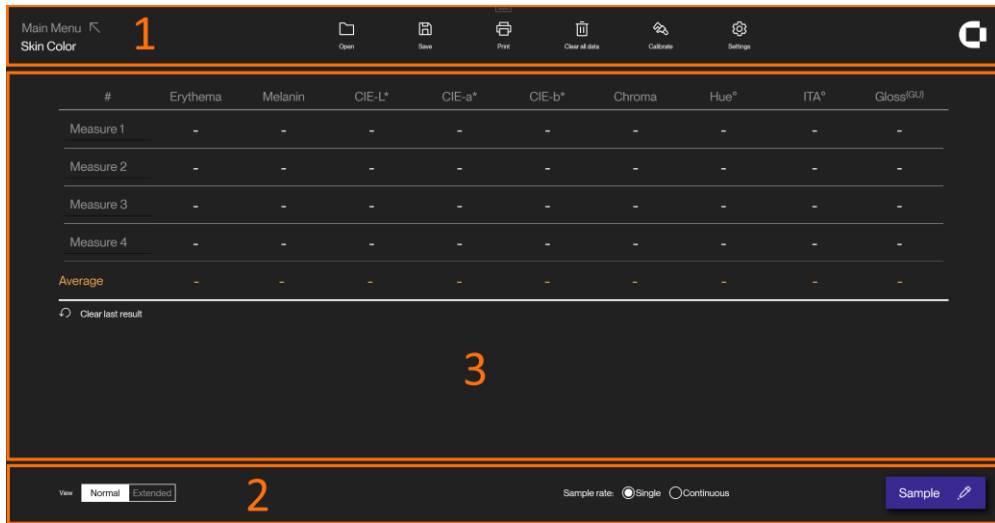 Main Menu
Skin Color
1
Open
Save
Print
Clear all data
Calibrate
Settings
# Erythema Melanin CIE-L* CIE-a* CIE-b* Chroma Hue° ITA° Gloss(GU)
Measure 1 - - - - - - - - -
Measure 2 - - - - - - - - -
Measure 3 - - - - - - - - -
Measure 4 - - - - - - - - -
Average - - - - - - - - -
Clear last result
3
View Normal Extended
2
Sample rate: Single Continuous
Sample